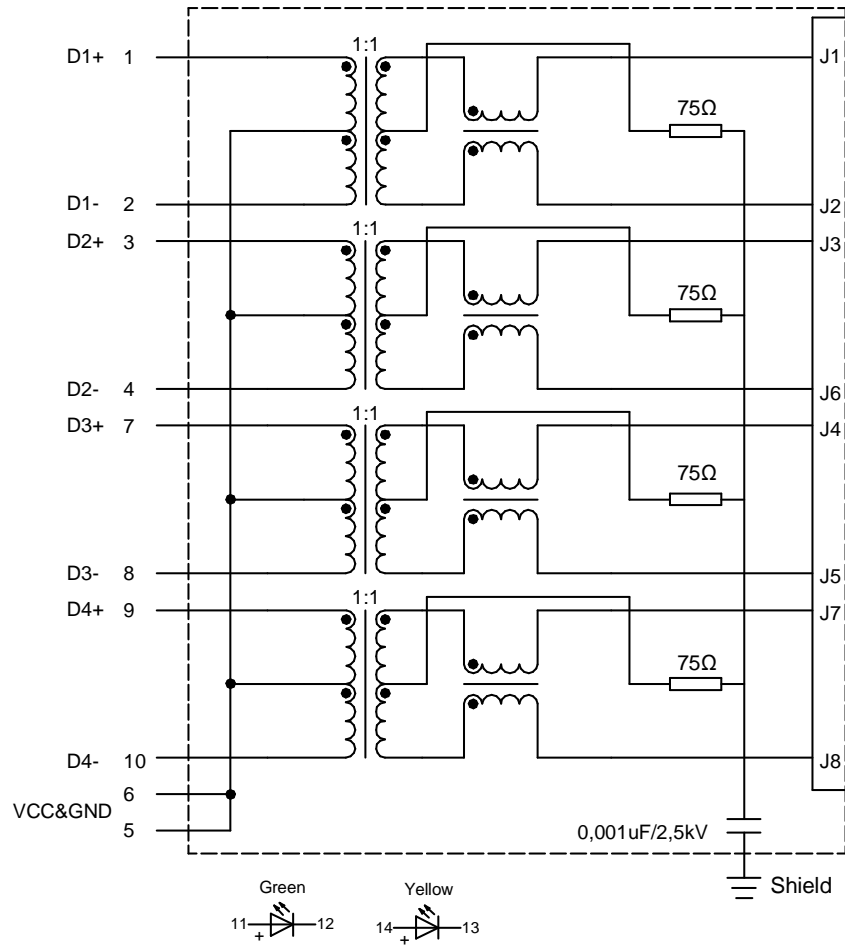 1:1
D1+ 1 J1
75Ω
D1- 2 J2
1:1
D2+ 3 J3
75Ω
D2- 4 J6
1:1
D3+ 7 J4
75Ω
D3- 8 J5
1:1
D4+ 9 J7
75Ω
D4- 10 J8
6
VCC&GND
5
0,001uF/2,5kV
Shield
Green
11 + 12
Yellow
14 + 13